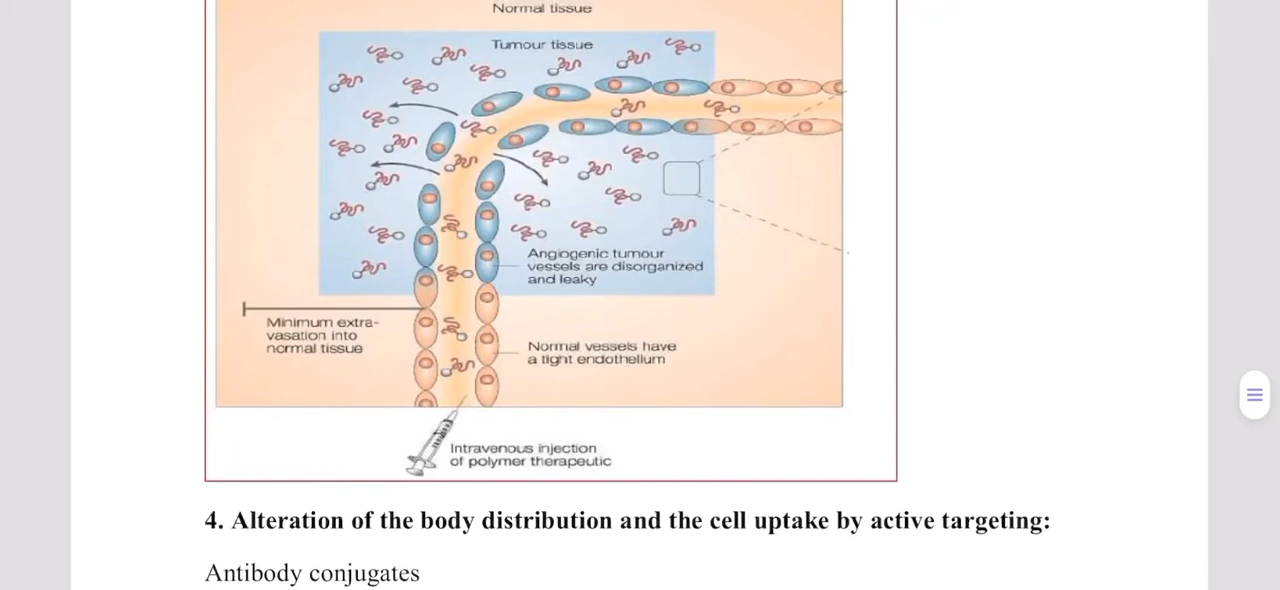 Normal tissue
Tumour tissue
Angiogenic tumour
vessels are disorganized
and leaky
Minimum extra-
vasation into
normal tissue
Normal vessels have
a tight endothelium
Intravenous injection
of polymer therapeutic
4. Alteration of the body distribution and the cell uptake by active targeting:
Antibody conjugates